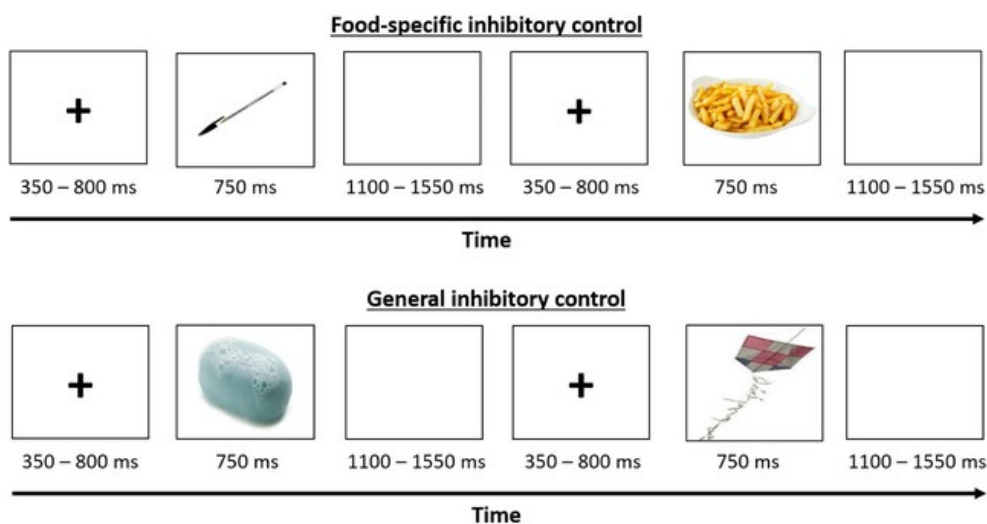 Food-specific inhibitory control
+ +
350 – 800 ms 750 ms 1100 – 1550 ms 350 – 800 ms 750 ms 1100 – 1550 ms
Time
General inhibitory control
+ +
350 – 800 ms 750 ms 1100 – 1550 ms 350 – 800 ms 750 ms 1100 – 1550 ms
Time